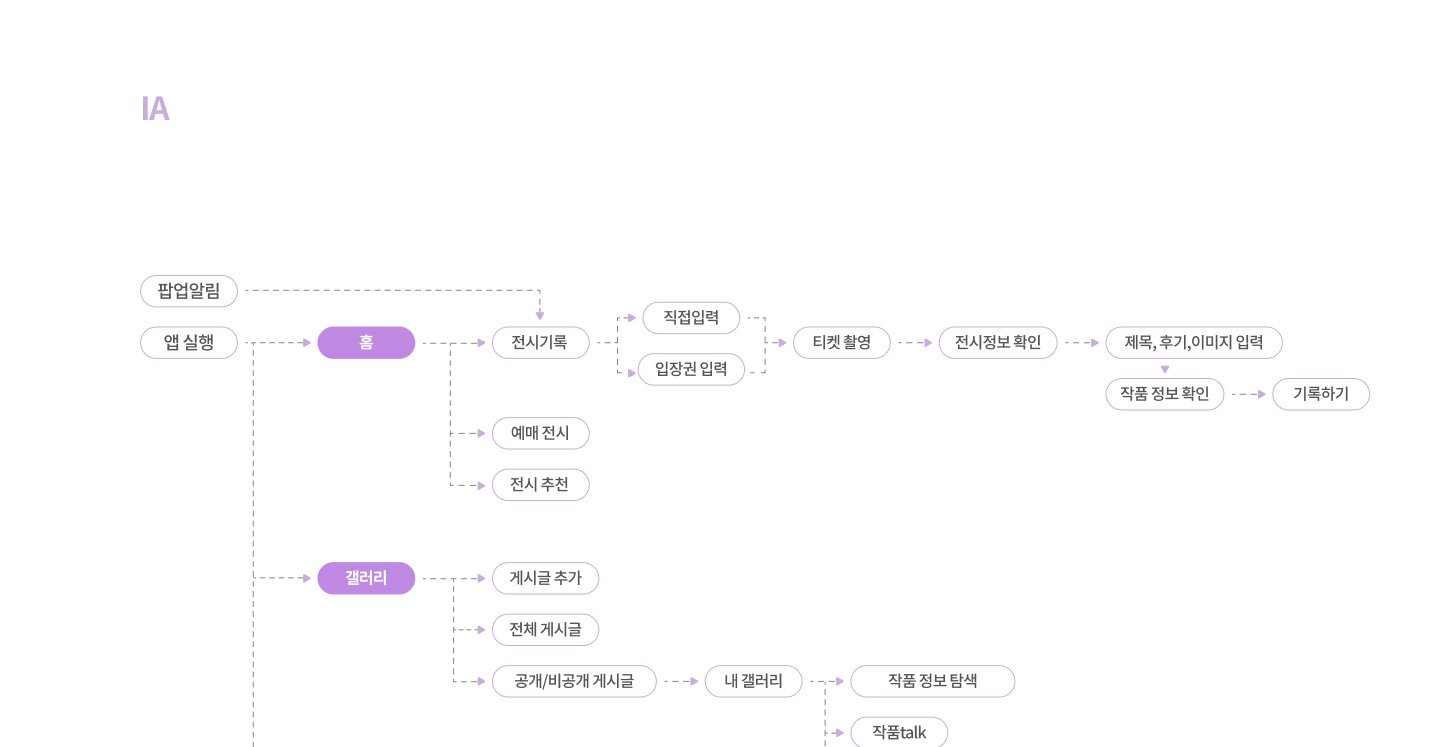 IA
팝업알림
앱 실행
홈
전시기록
직접입력
입장권 입력
티켓 촬영
전시정보 확인
제목, 후기,이미지 입력
작품 정보 확인
기록하기
예매 전시
전시 추천
갤러리
게시글 추가
전체 게시글
공개/비공개 게시글
내 갤러리
작품 정보 탐색
작품talk